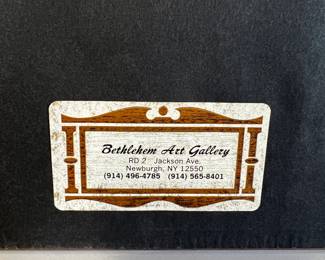 Bethlehem Art Gallery
RD 2 Jackson Ave.
Newburgh, NY 12550
(914) 496-4785 (914) 565-8401